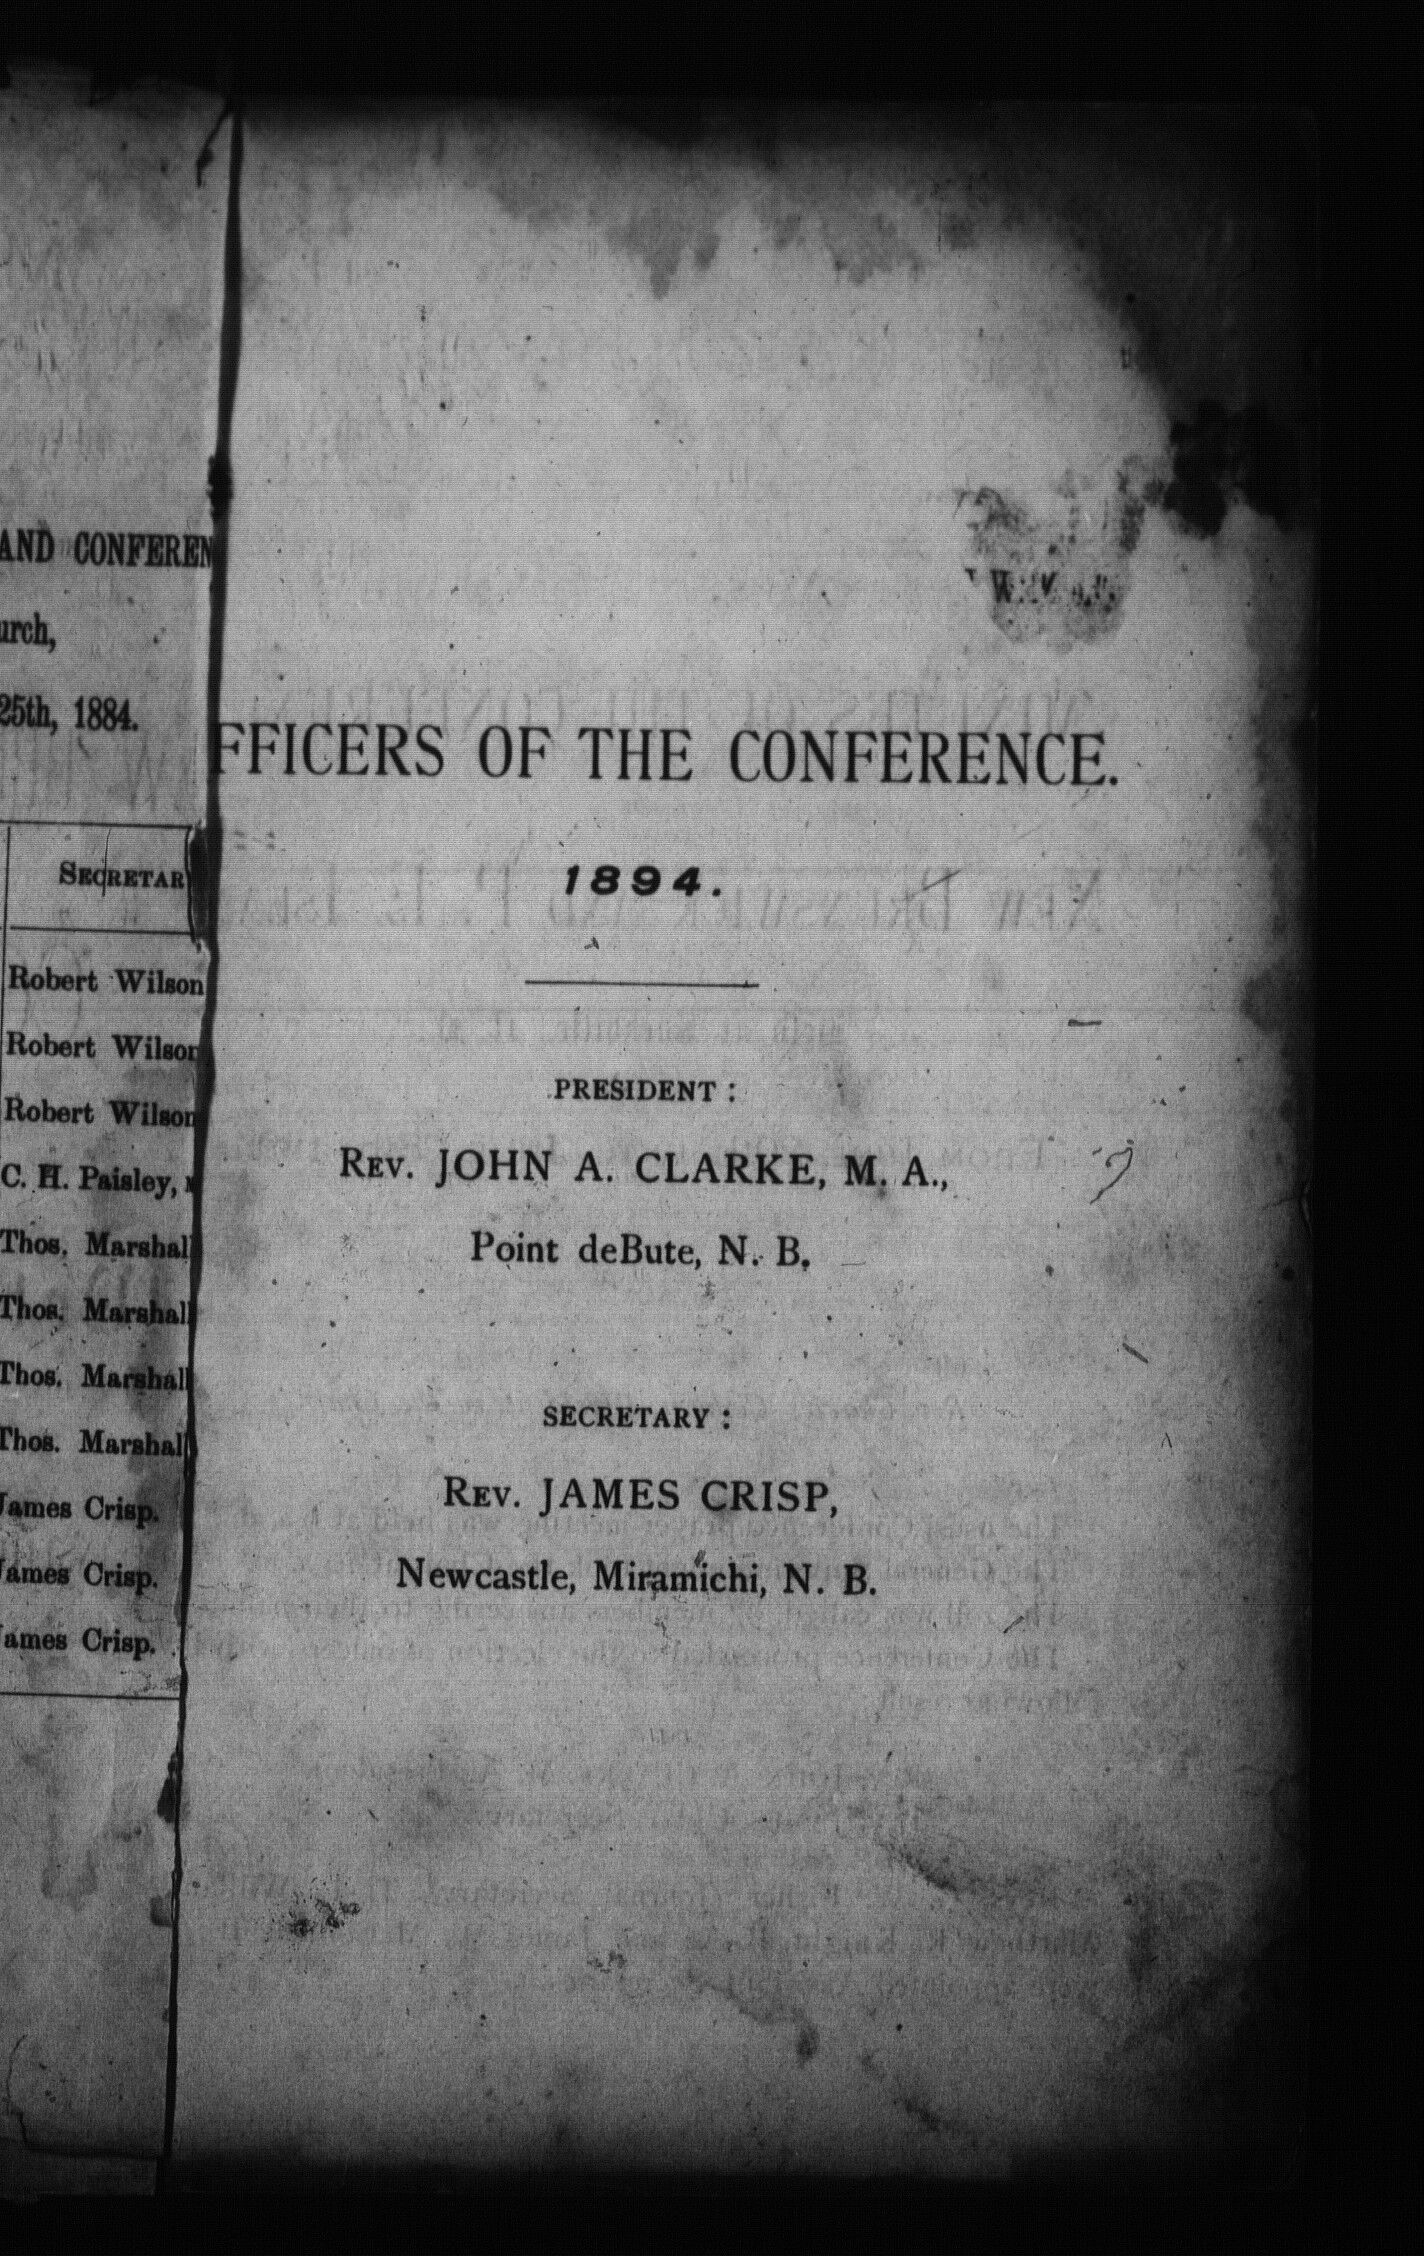 AND CONFEREN
urch,
25th, 1884.
SECRETAR
Robert Wilson
Robert Wilson
Robert Wilson
C. H. Paisley,
Thos. Marshall
Thos. Marshall
Thos. Marshall
Thos. Marshall
James Crisp.
James Crisp.
James Crisp.
FFICERS OF THE CONFERENCE.
1894.
PRESIDENT :
REV. JOHN A. CLARKE, M. A.,
Point deBute, N. B.
SECRETARY :
REV. JAMES CRISP,
Newcastle, Miramichi, N. B.